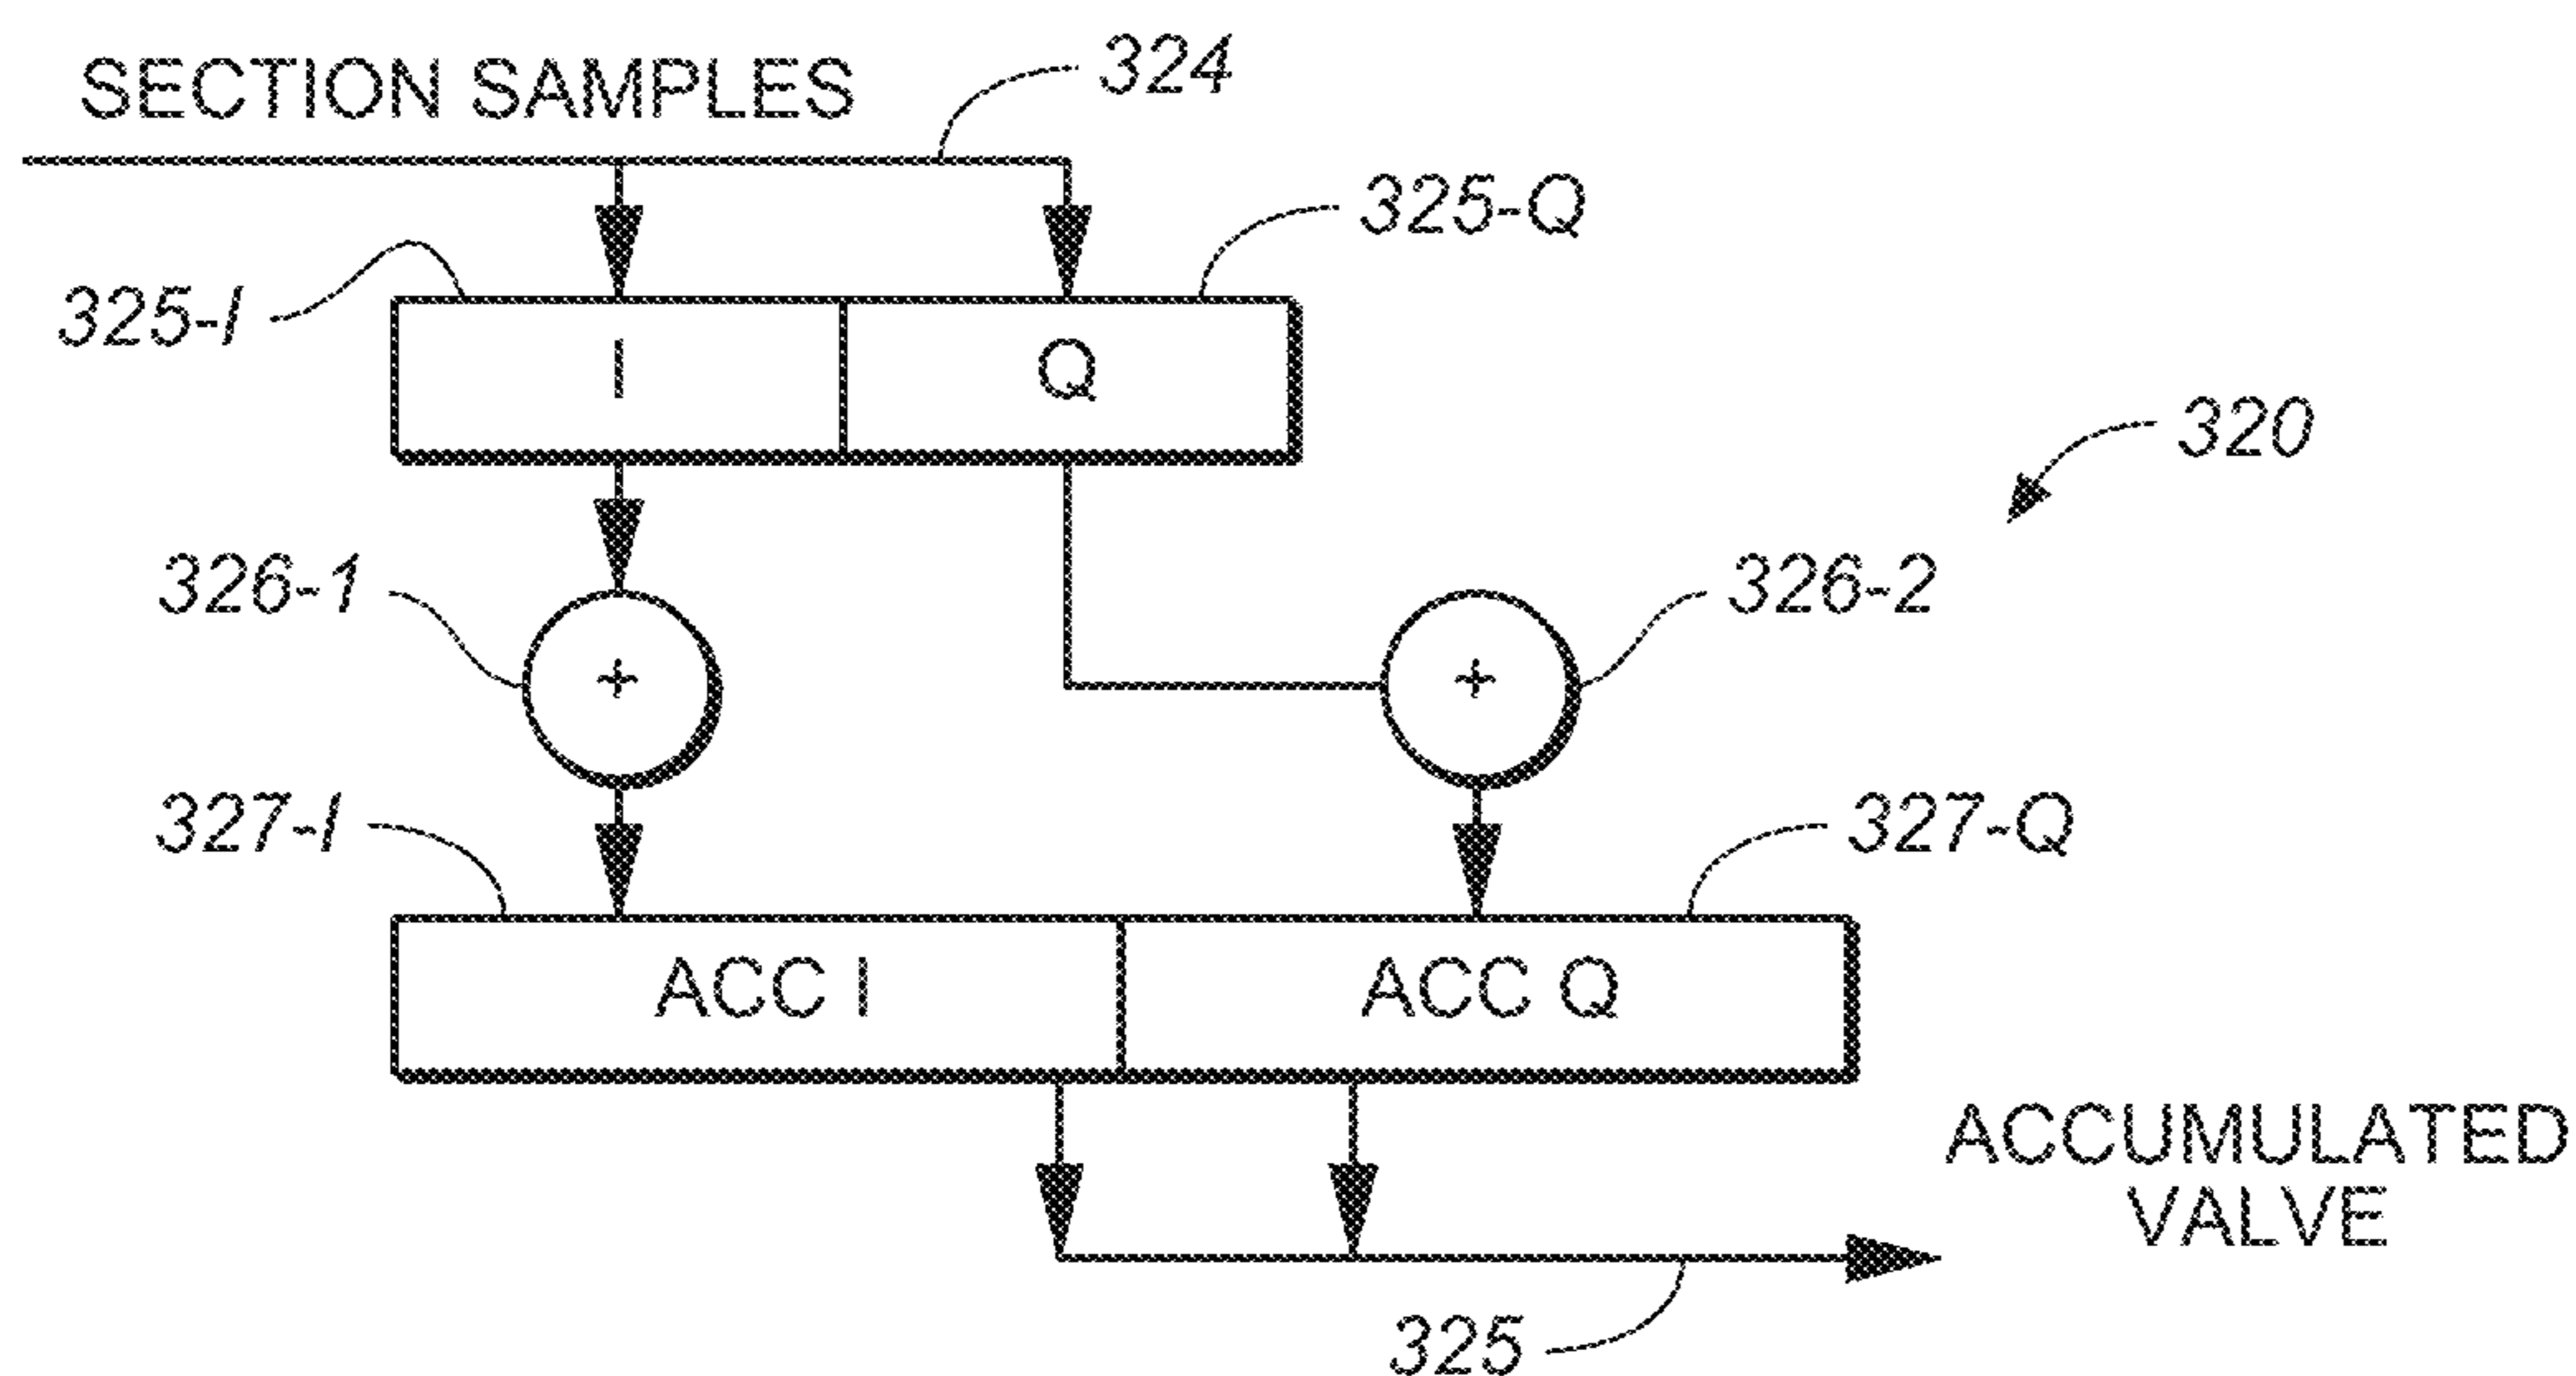 SECTION SAMPLES
324
325-Q
325-I
I
Q
320
326-1
+
+
326-2
327-I
327-Q
ACC I
ACC Q
ACCUMULATED
VALVE
325